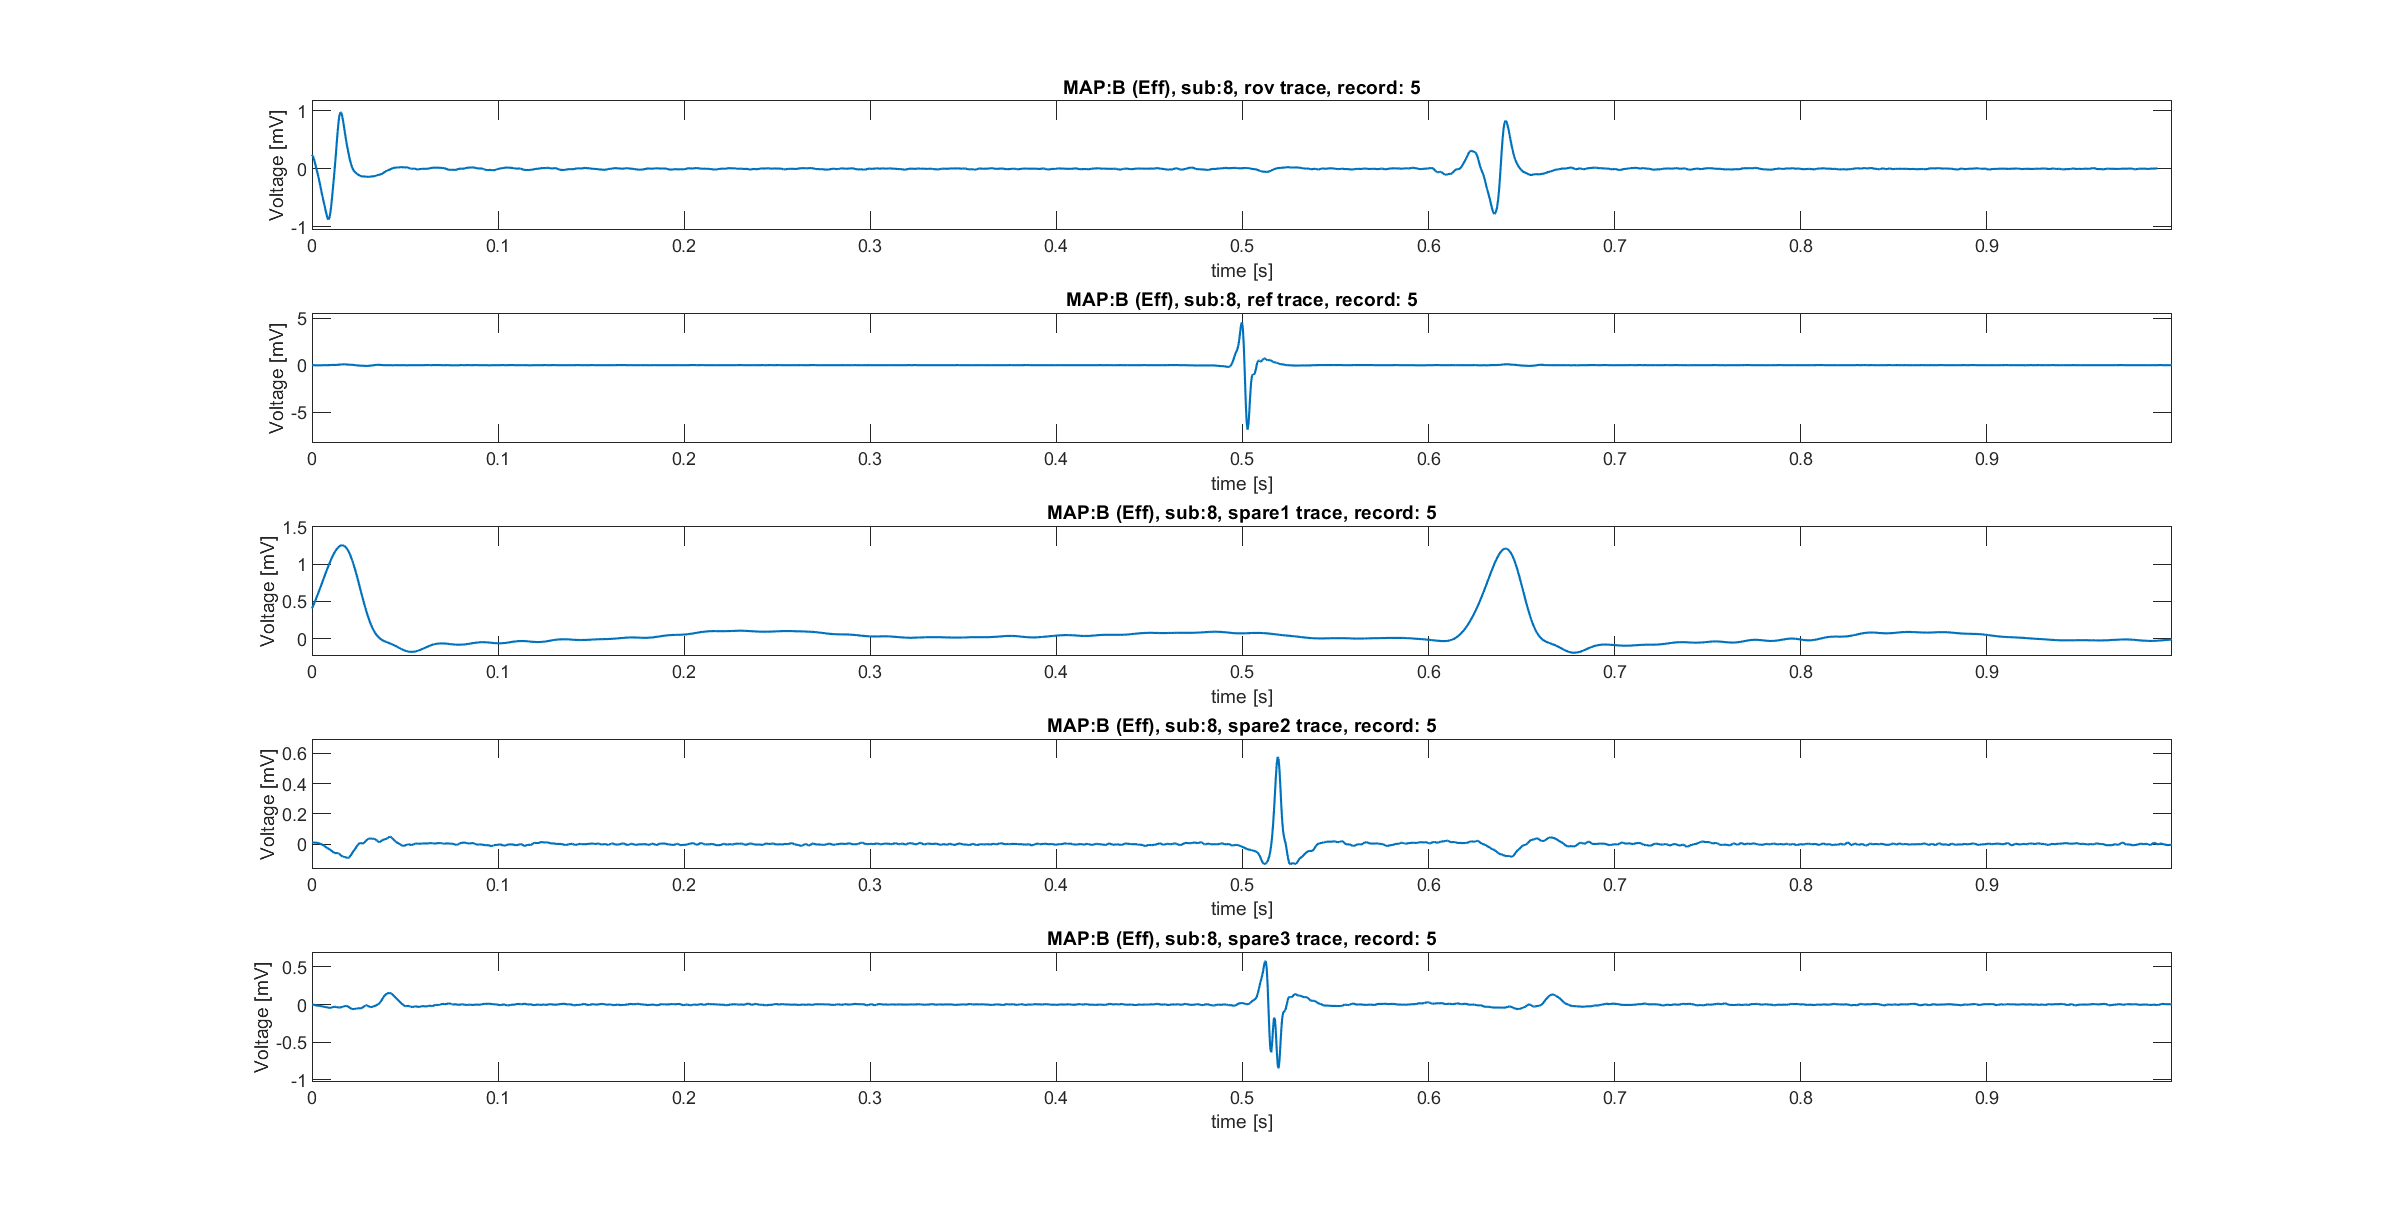 MAP:B (Eff), sub:8, rov trace, record: 5
Voltage [mV]
1
0
-1
0 0.1 0.2 0.3 0.4 0.5 0.6 0.7 0.8 0.9
time [s]
MAP:B (Eff), sub:8, ref trace, record: 5
Voltage [mV]
5
0
-5
0 0.1 0.2 0.3 0.4 0.5 0.6 0.7 0.8 0.9
time [s]
MAP:B (Eff), sub:8, spare1 trace, record: 5
Voltage [mV]
1.5
1
0.5
0
0 0.1 0.2 0.3 0.4 0.5 0.6 0.7 0.8 0.9
time [s]
MAP:B (Eff), sub:8, spare2 trace, record: 5
Voltage [mV]
0.6
0.4
0.2
0
0 0.1 0.2 0.3 0.4 0.5 0.6 0.7 0.8 0.9
time [s]
MAP:B (Eff), sub:8, spare3 trace, record: 5
Voltage [mV]
0.5
0
-0.5
-1
0 0.1 0.2 0.3 0.4 0.5 0.6 0.7 0.8 0.9
time [s]